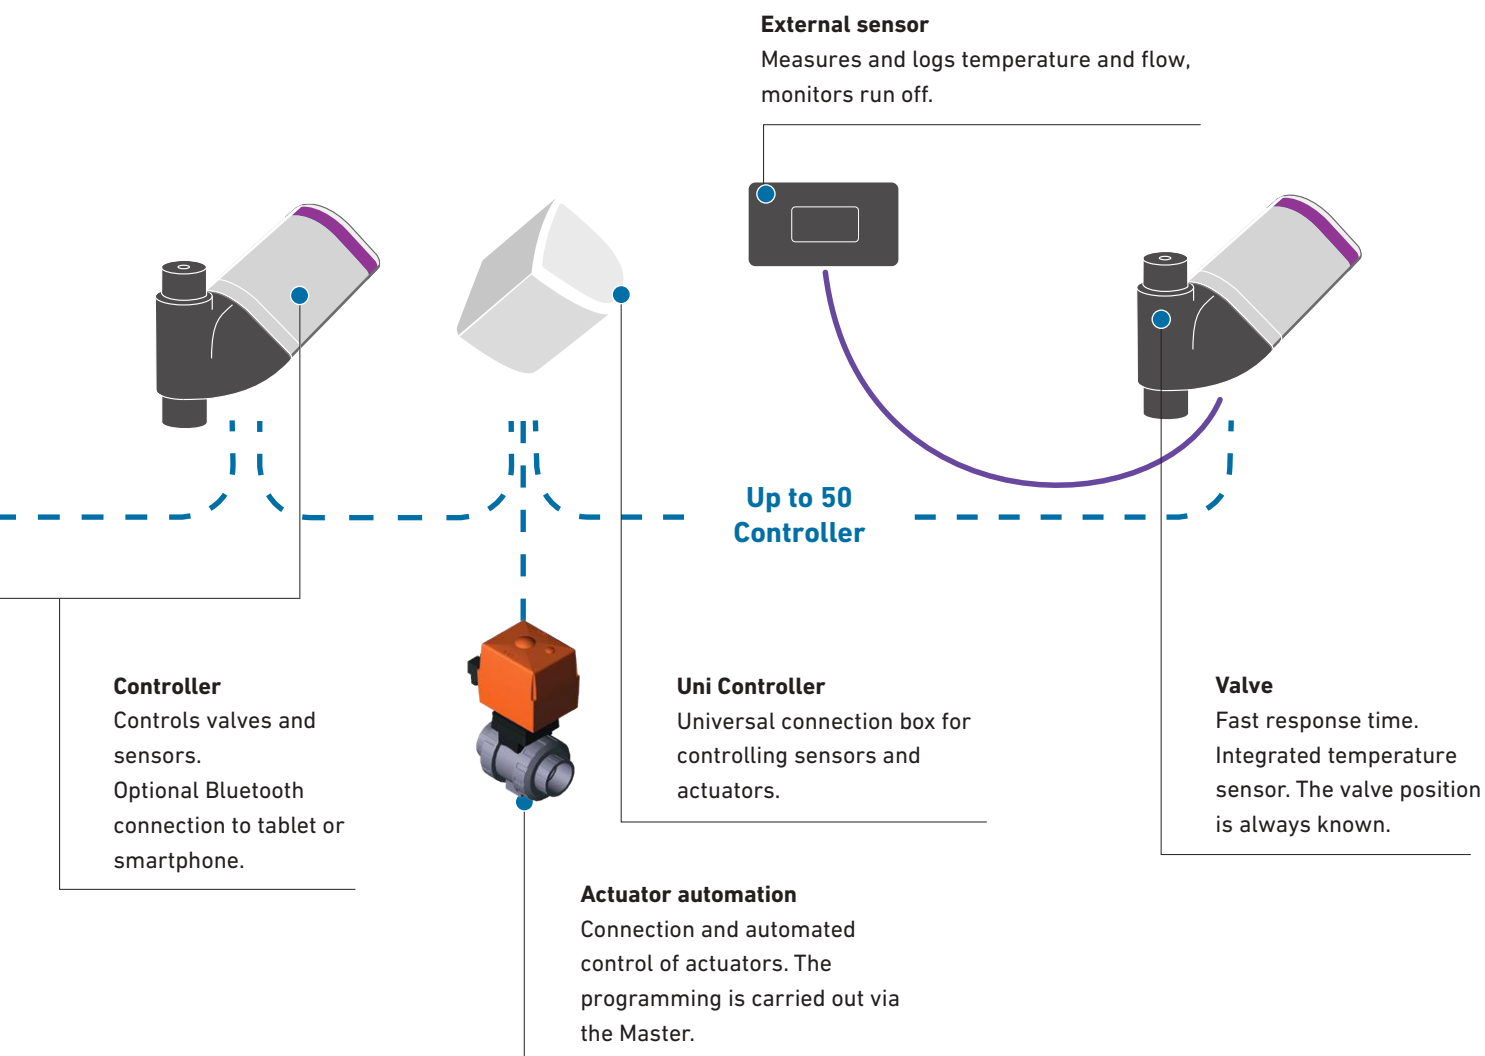 External sensor
Measures and logs temperature and flow,
monitors run off.
Up to 50
Controller
Controller
Controls valves and
sensors.
Optional Bluetooth
connection to tablet or
smartphone.
Uni Controller
Universal connection box for
controlling sensors and
actuators.
Valve
Fast response time.
Integrated temperature
sensor. The valve position
is always known.
Actuator automation
Connection and automated
control of actuators. The
programming is carried out via
the Master.